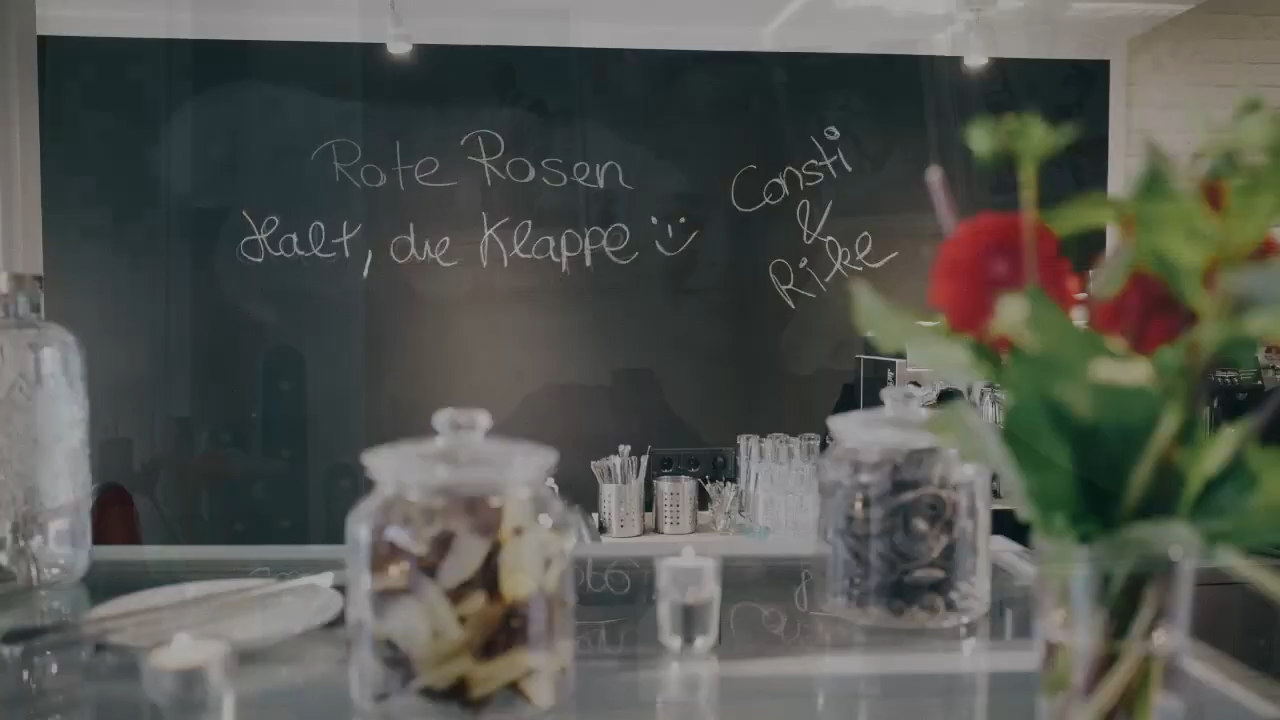 Rote Rosen
Halt, die Klappe :)
Consti
&
Rike